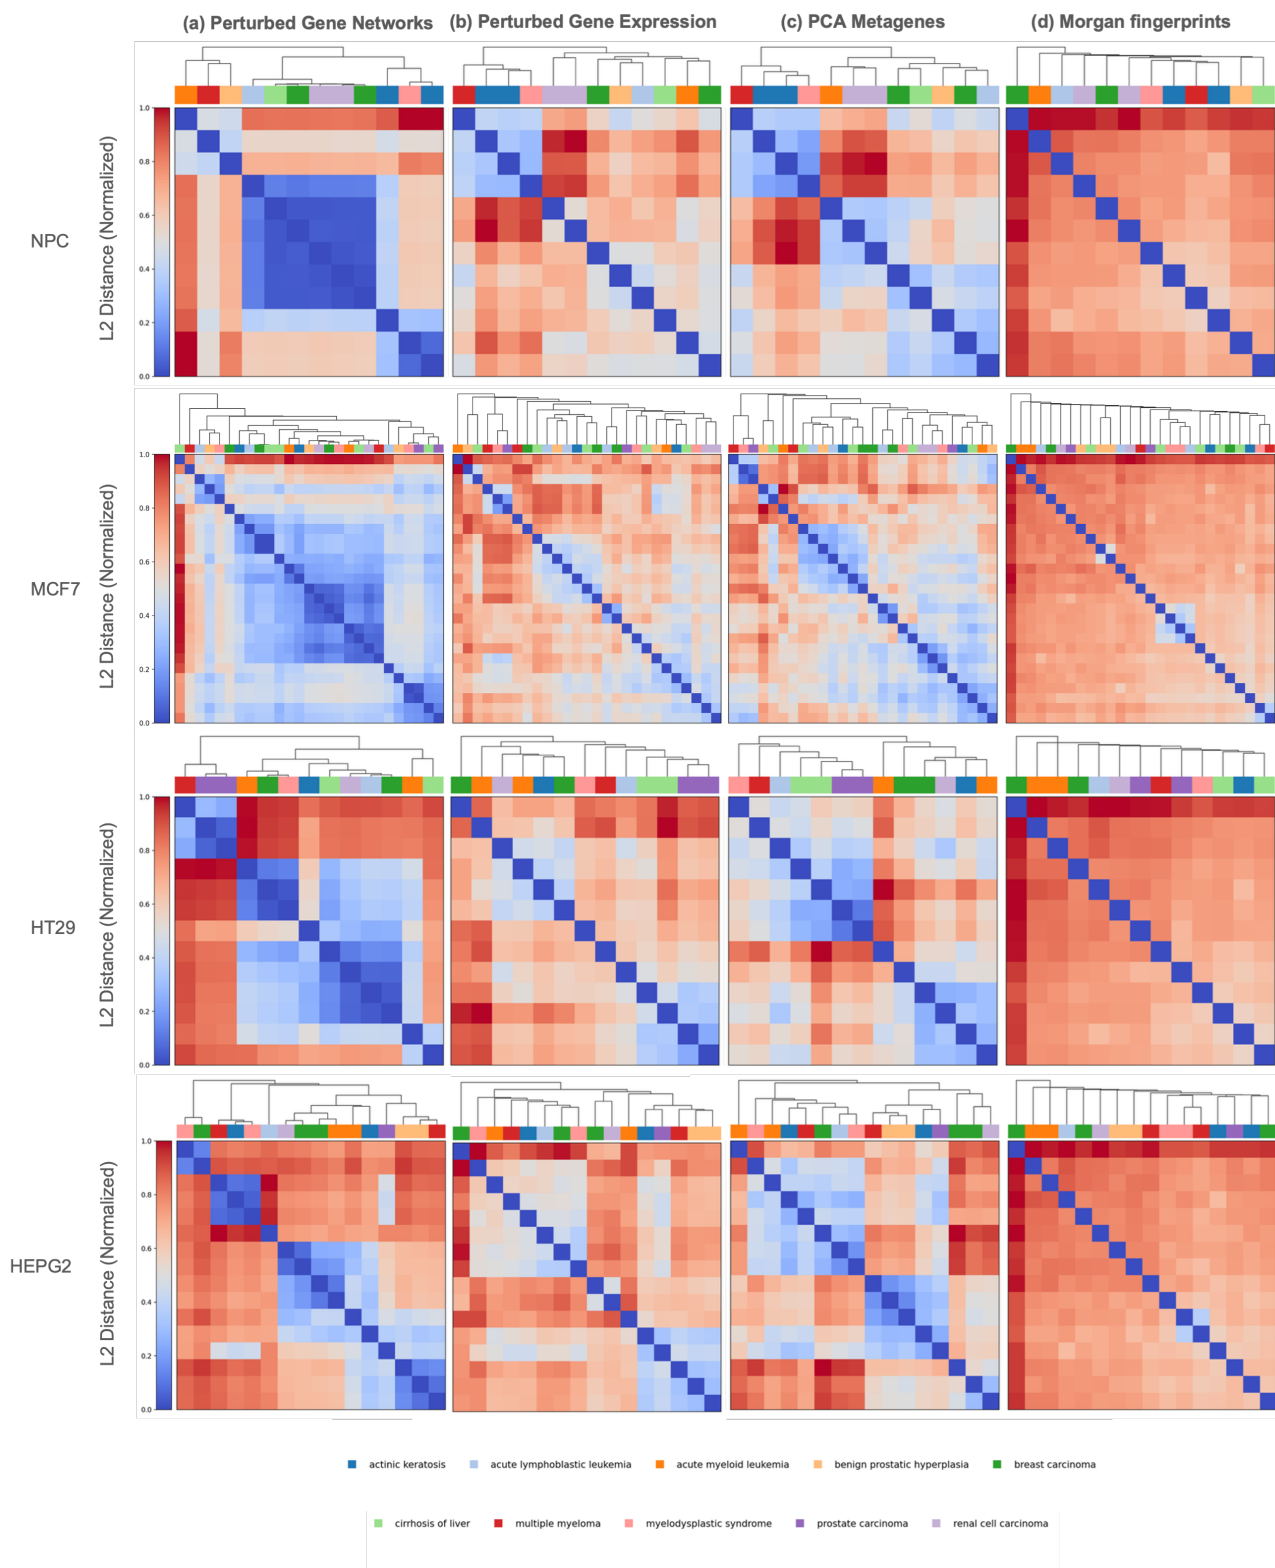 (a) Perturbed Gene Networks (b) Perturbed Gene Expression (c) PCA Metagenes (d) Morgan fingerprints
NPC
L2 Distance (Normalized)
1.0
0.8
0.6
0.4
0.2
0.0
MCF7
L2 Distance (Normalized)
1.0
0.8
0.6
0.4
0.2
0.0
HT29
L2 Distance (Normalized)
1.0
0.8
0.6
0.4
0.2
0.0
HEPG2
L2 Distance (Normalized)
1.0
0.8
0.6
0.4
0.2
0.0
actinic keratosis acute lymphoblastic leukemia acute myeloid leukemia benign prostatic hyperplasia breast carcinoma
cirrhosis of liver multiple myeloma myelodysplastic syndrome prostate carcinoma renal cell carcinoma